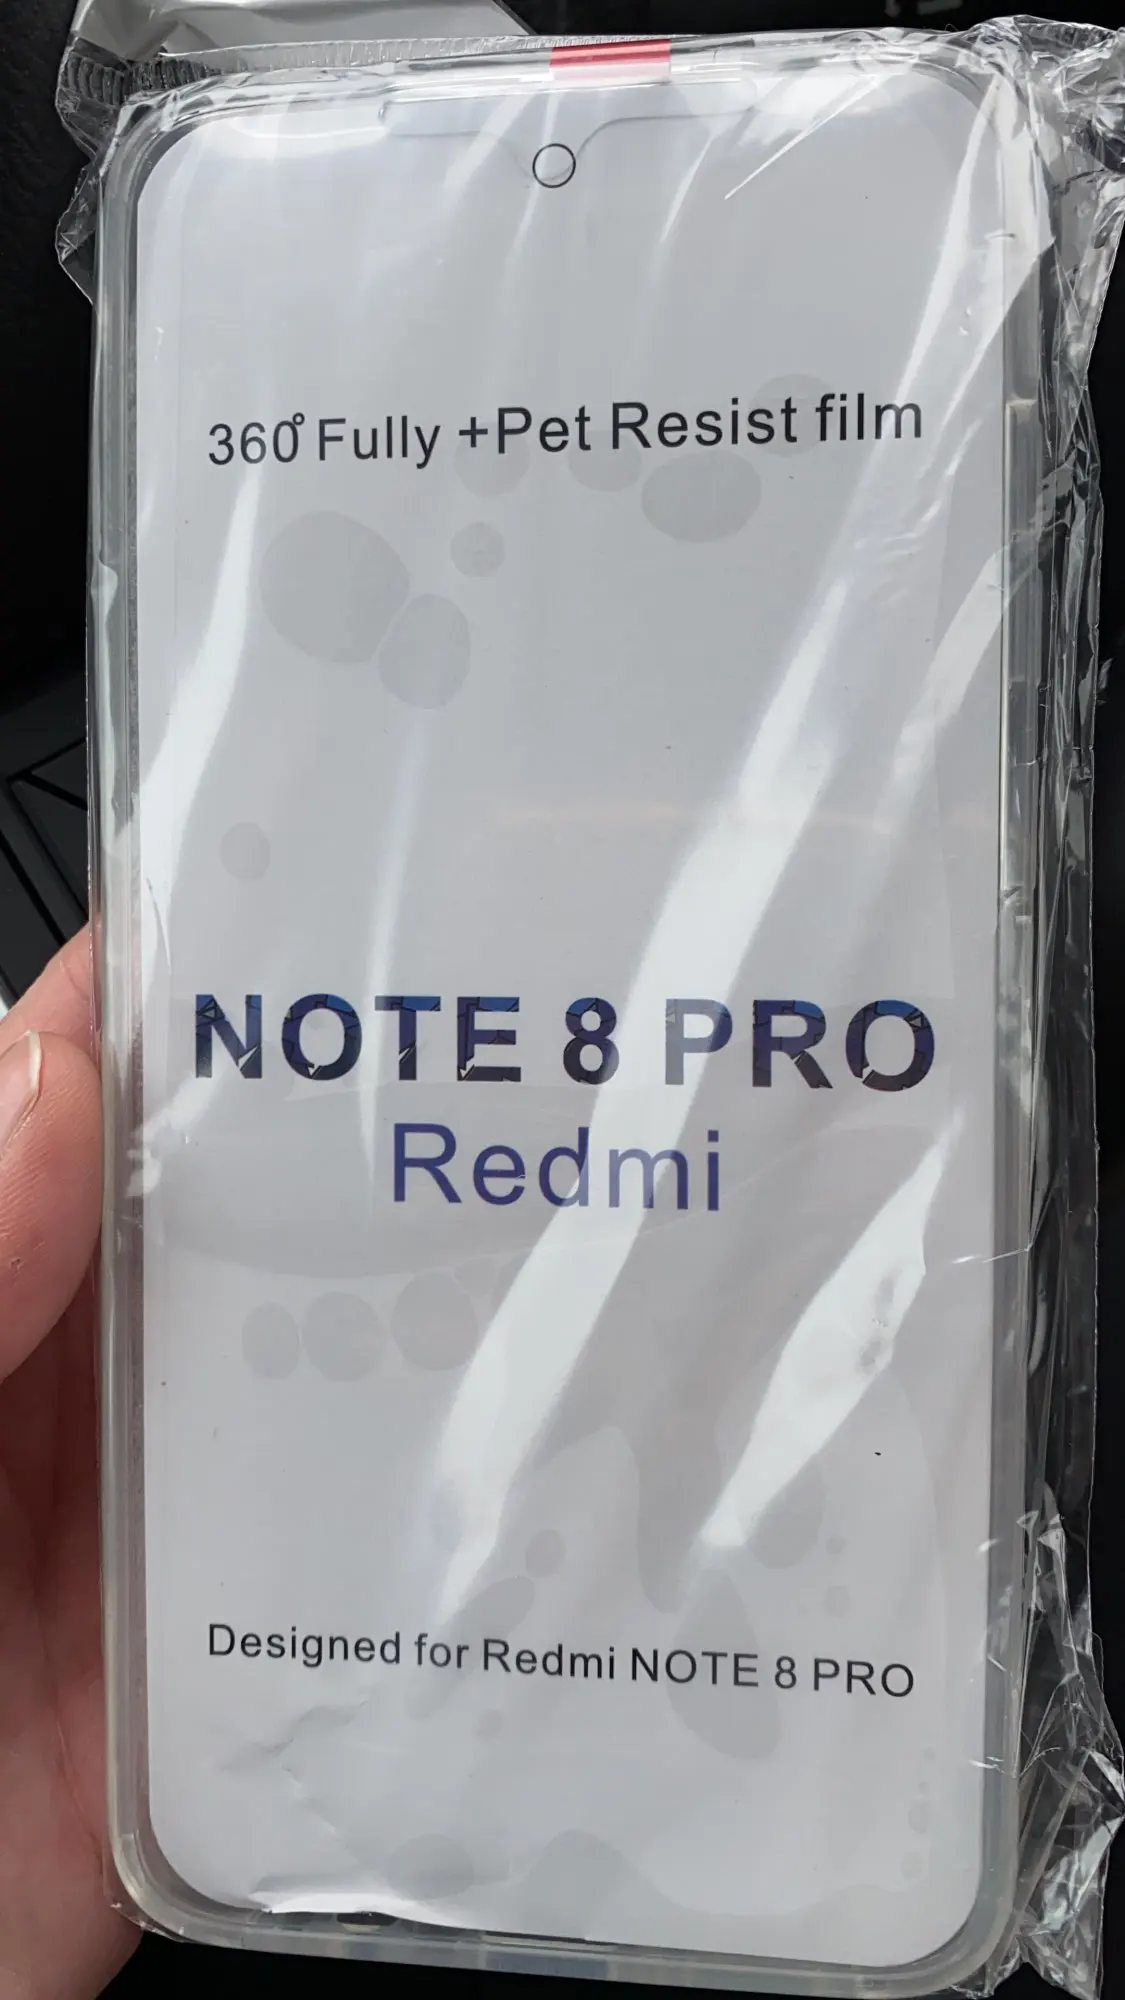 360° Fully +Pet Resist film
NOTE 8 PRO
Redmi
Designed for Redmi NOTE 8 PRO